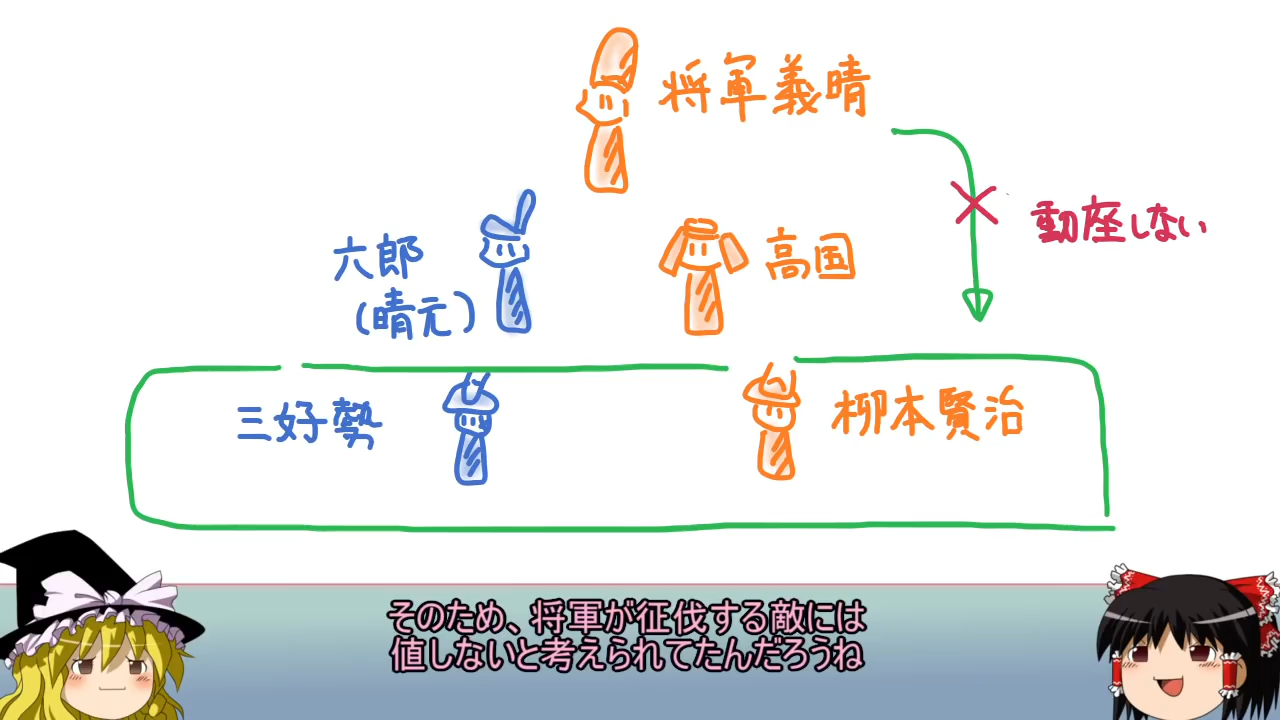 将軍義晴
動座しない
六郎
(晴元)
高国
三好勢
柳本賢治
そのため、将軍が征伐する敵には
値しないと考えられてたんだろうね